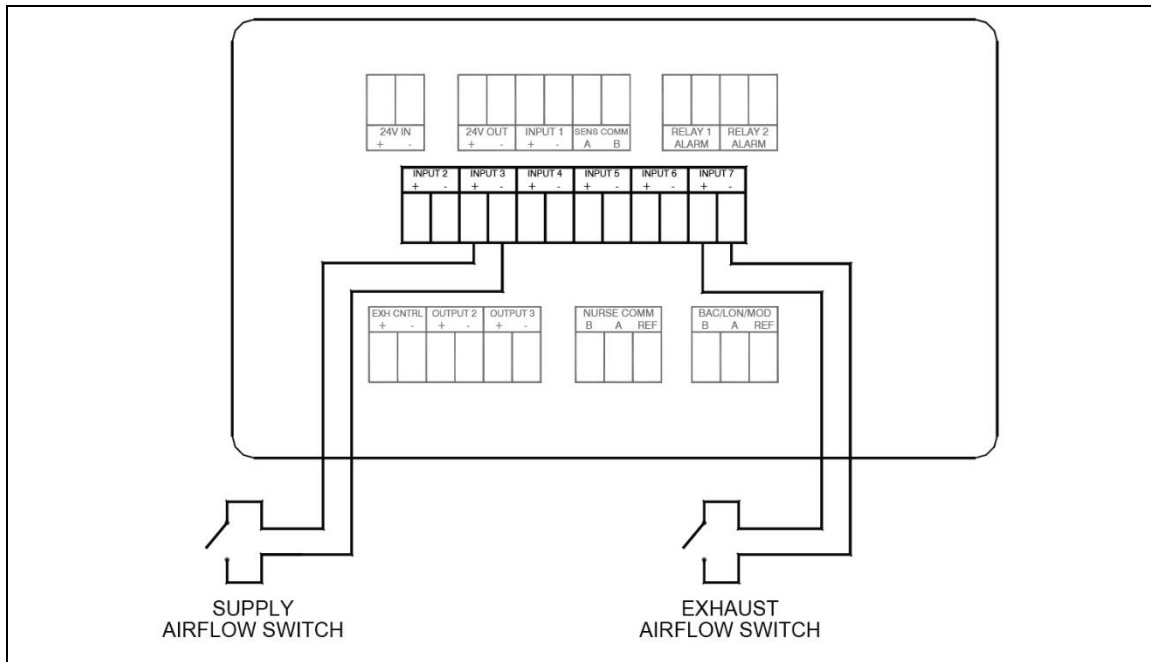 24V IN
+ -
24V OUT INPUT 1 SENS COMM
+ - + - A B
RELAY 1 RELAY 2
ALARM ALARM
INPUT 2 INPUT 3 INPUT 4 INPUT 5 INPUT 6 INPUT 7
+ - + - + - + - + - + -
EXH CNTRL OUTPUT 2 OUTPUT 3
+ - + - + -
NURSE COMM
B A REF
BAC/LON/MOD
B A REF
SUPPLY
AIRFLOW SWITCH
EXHAUST
AIRFLOW SWITCH